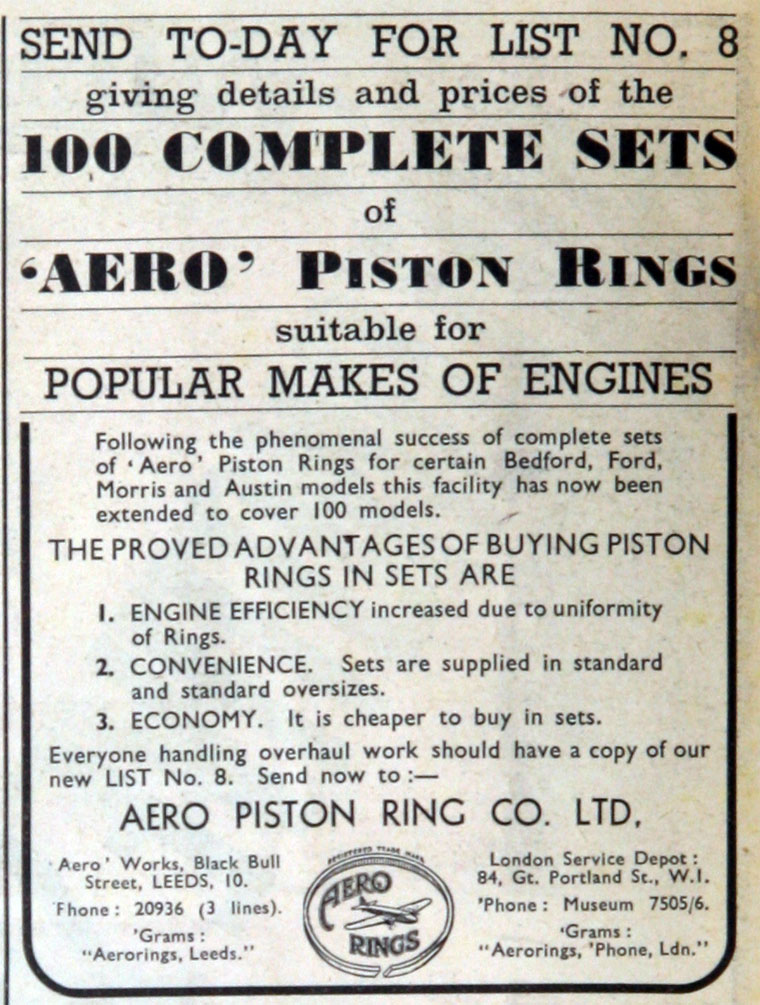 SEND TO-DAY FOR LIST NO. 8
giving details and prices of the
100 COMPLETE SETS
of
'AERO' PISTON RINGS
suitable for
POPULAR MAKES OF ENGINES
Following the phenomenal success of complete sets
of 'Aero' Piston Rings for certain Bedford, Ford,
Morris and Austin models this facility has now been
extended to cover 100 models.
THE PROVED ADVANTAGES OF BUYING PISTON
RINGS IN SETS ARE
1. ENGINE EFFICIENCY increased due to uniformity
of Rings.
2. CONVENIENCE. Sets are supplied in standard
and standard oversizes.
3. ECONOMY. It is cheaper to buy in sets.
Everyone handling overhaul work should have a copy of our
new LIST No. 8. Send now to :—
AERO PISTON RING CO. LTD,
'Aero' Works, Black Bull
Street, LEEDS, 10.
'Phone : 20936 (3 lines).
'Grams :
"Aerorings, Leeds."
REGISTERED TRADE MARK
AERO
RINGS
London Service Depot :
84, Gt. Portland St., W.1.
'Phone : Museum 7505/6.
'Grams :
"Aerorings, 'Phone, Ldn."